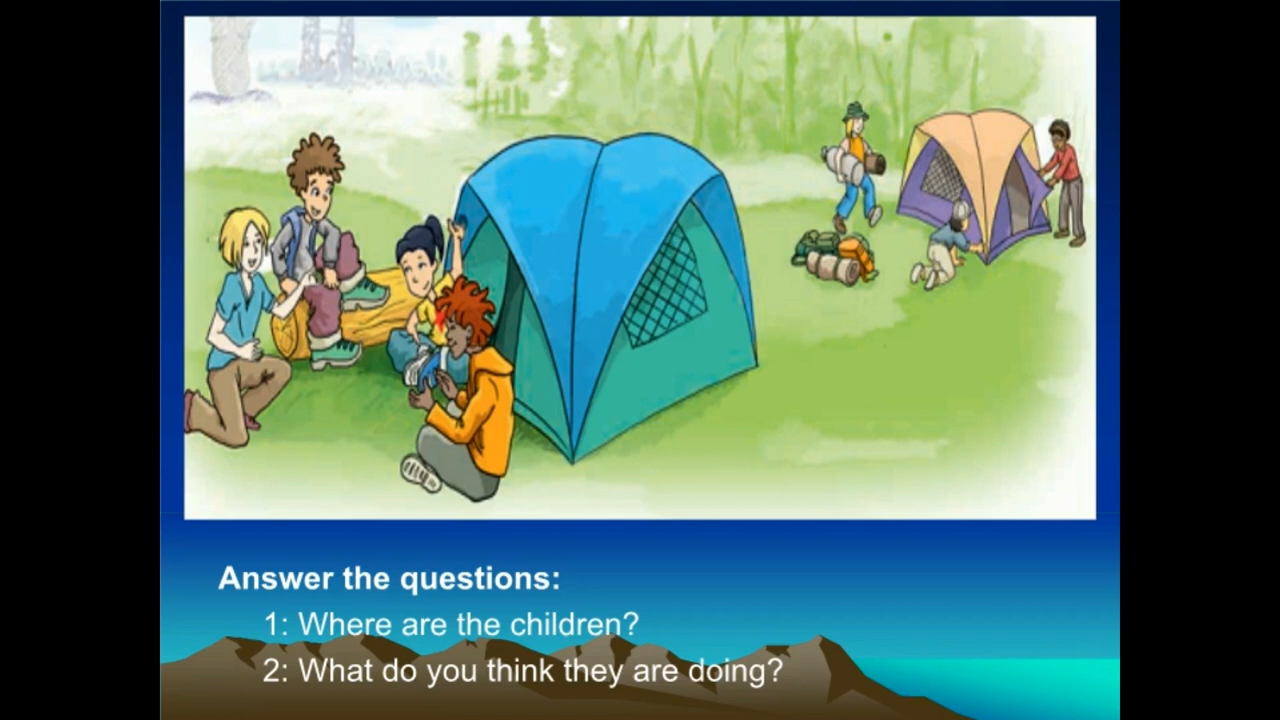 Answer the questions:
1: Where are the children?
2: What do you think they are doing?